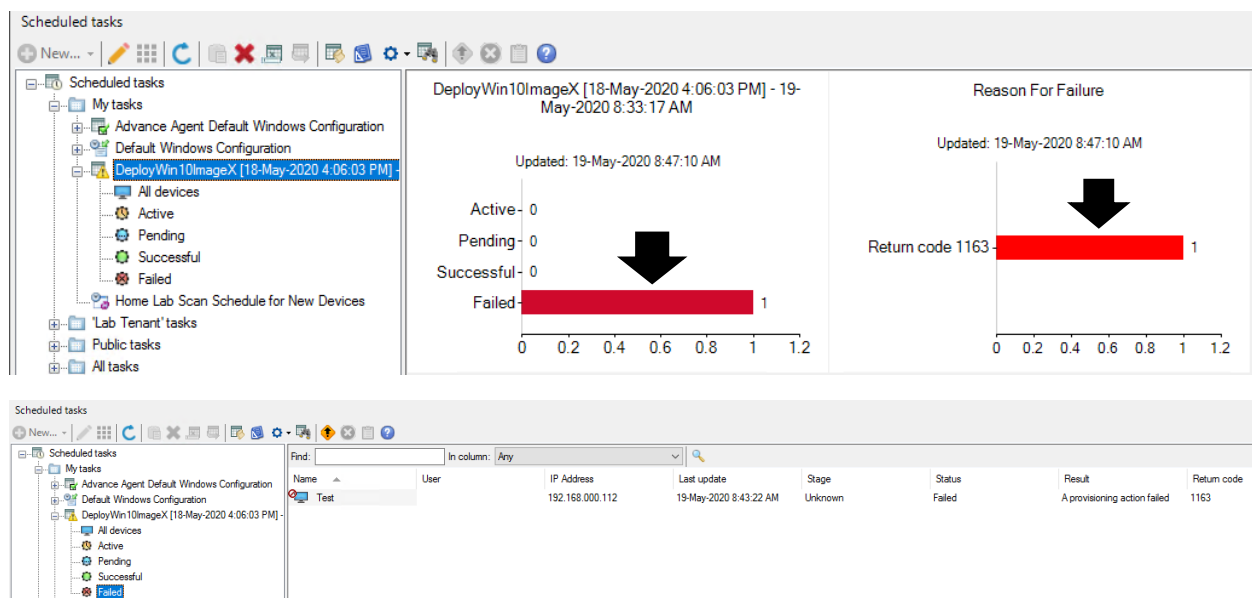 Scheduled tasks
New...
Scheduled tasks
My tasks
Advance Agent Default Windows Configuration
Default Windows Configuration
DeployWin10ImageX [18-May-2020 4:06:03 PM] -
All devices
Active
Pending
Successful
Failed
Home Lab Scan Schedule for New Devices
'Lab Tenant' tasks
Public tasks
All tasks
DeployWin10ImageX [18-May-2020 4:06:03 PM] - 19-
May-2020 8:33:17 AM
Updated: 19-May-2020 8:47:10 AM
Active 0
Pending 0
Successful 0
Failed 1
0 0.2 0.4 0.6 0.8 1 1.2
Reason For Failure
Updated: 19-May-2020 8:47:10 AM
Return code 1163 1
0 0.2 0.4 0.6 0.8 1 1.2
Scheduled tasks
New...
Scheduled tasks
My tasks
Advance Agent Default Windows Configuration
Default Windows Configuration
DeployWin10ImageX [18-May-2020 4:06:03 PM] -
All devices
Active
Pending
Successful
Failed
Find: In column: Any
Name User IP Address Last update Stage Status Result Return code
Test 192.168.000.112 19-May-2020 8:43:22 AM Unknown Failed A provisioning action failed 1163